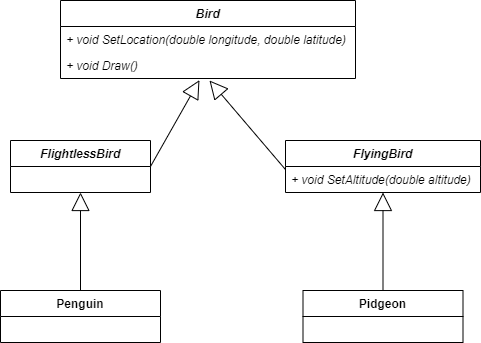 Bird
+ void SetLocation(double longitude, double latitude)
+ void Draw()
FlightlessBird
FlyingBird
+ void SetAltitude(double altitude)
Penguin
Pidgeon